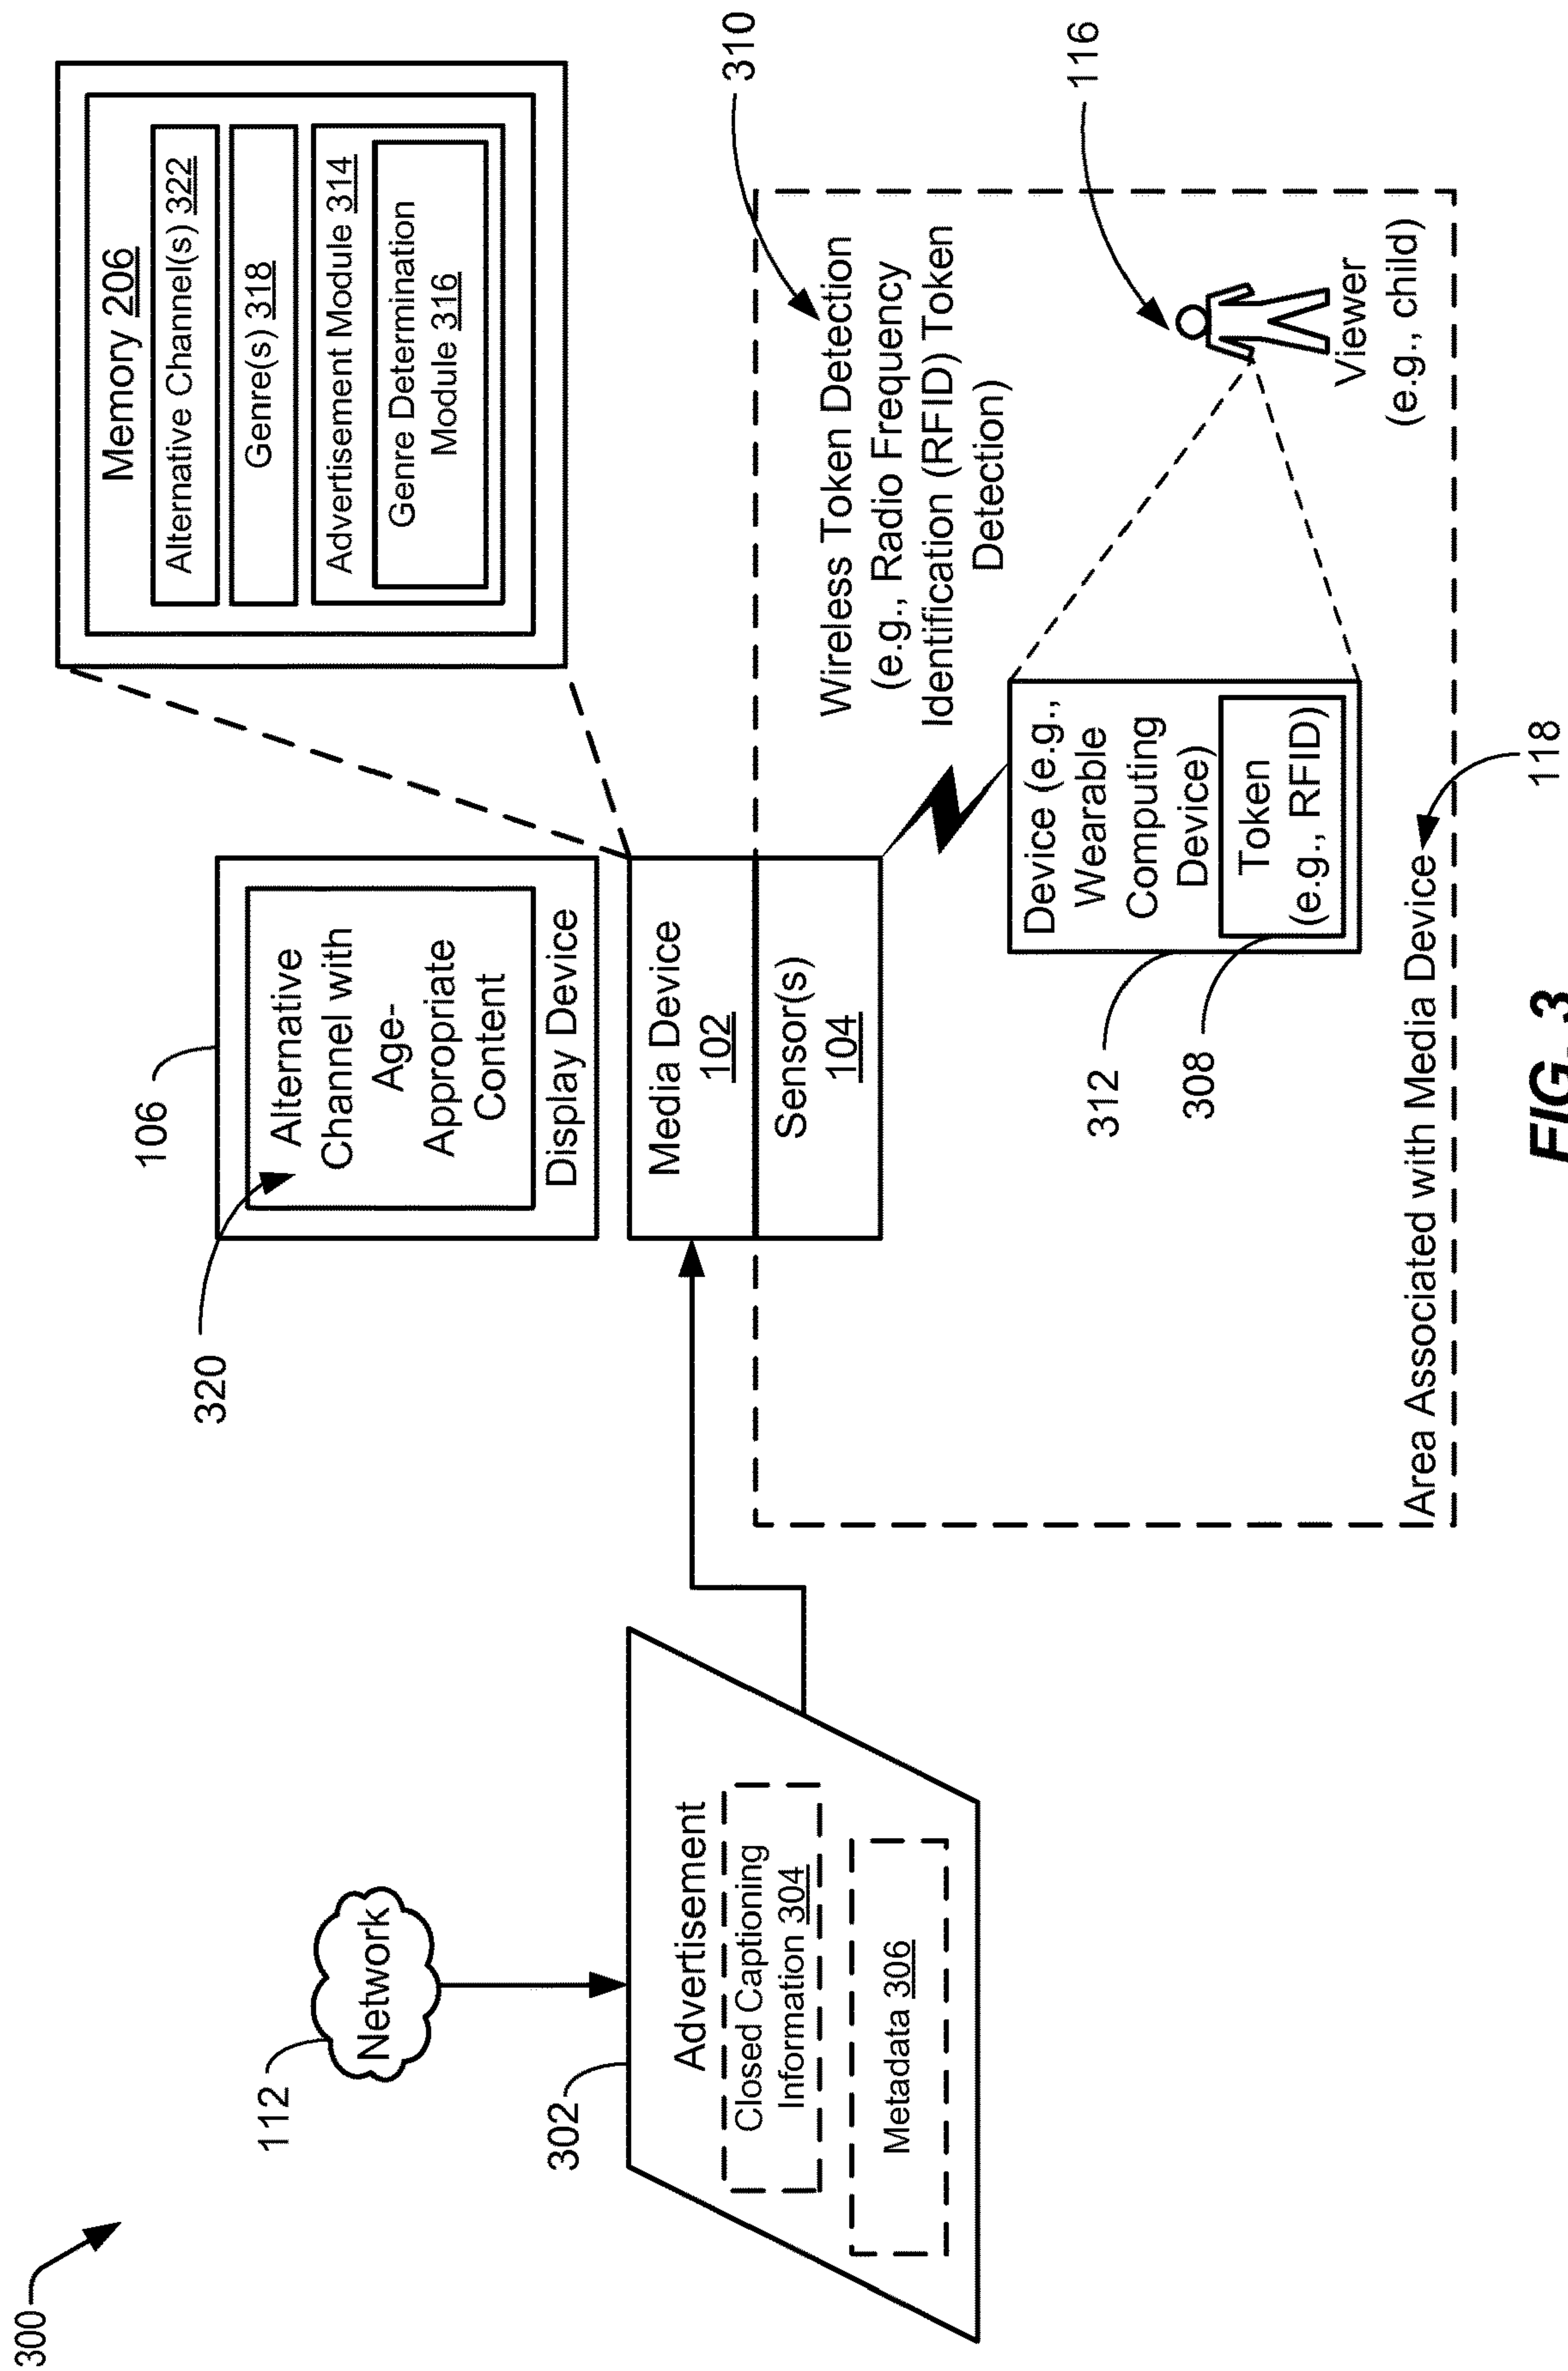 300
112
Network
302
Advertisement
Closed Captioning
Information 304
Metadata 306
106
320
Alternative
Channel with
Age-
Appropriate
Content
Display Device
Media Device
102
Sensor(s)
104
Memory 206
Alternative Channel(s) 322
Genre(s) 318
Advertisement Module 314
Genre Determination
Module 316
310
Wireless Token Detection
(e.g., Radio Frequency
Identification (RFID) Token
Detection)
116
Viewer
(e.g., child)
Device (e.g.,
Wearable
Computing
Device)
Token
(e.g., RFID)
312
308
Area Associated with Media Device
118
FIG. 3